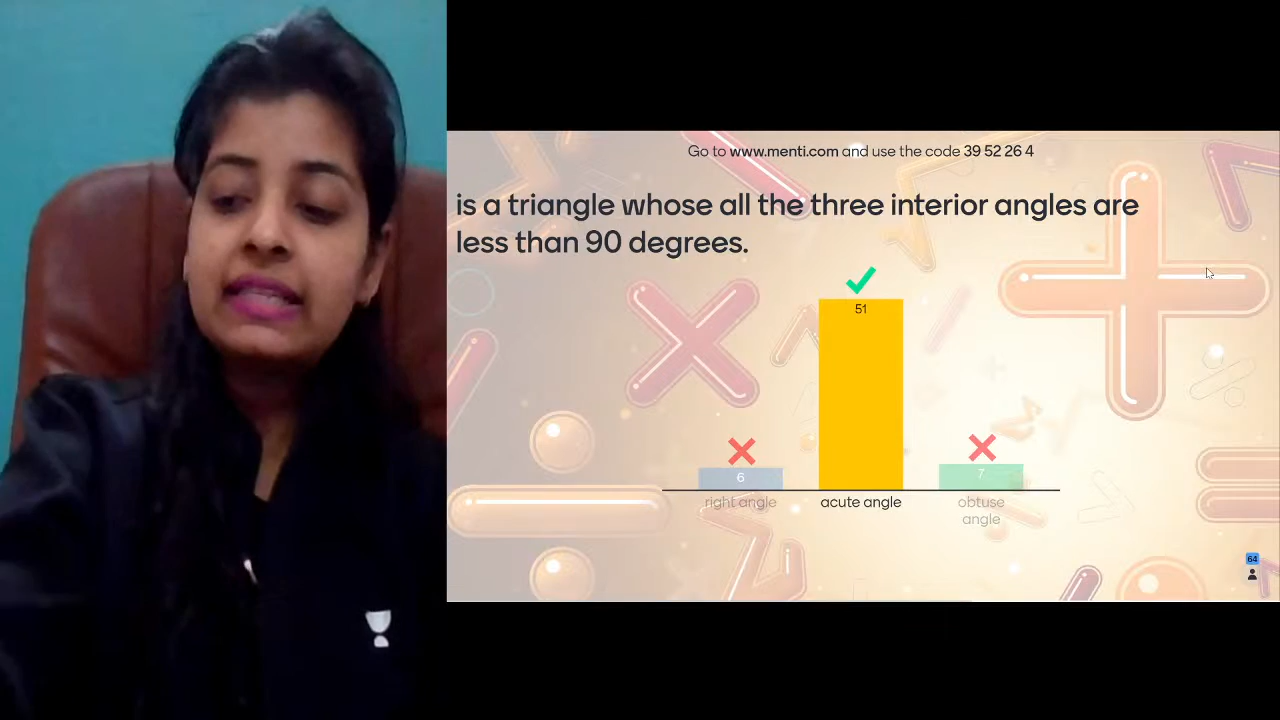 Go to www.menti.com and use the code 39 52 26 4
is a triangle whose all the three interior angles are
less than 90 degrees.
51
6
7
right angle
acute angle
obtuse
angle
64